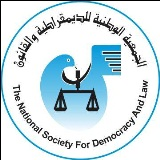 الجمعية الوطنية للديمقراطية والقانون
The National Society For Democracy And Law